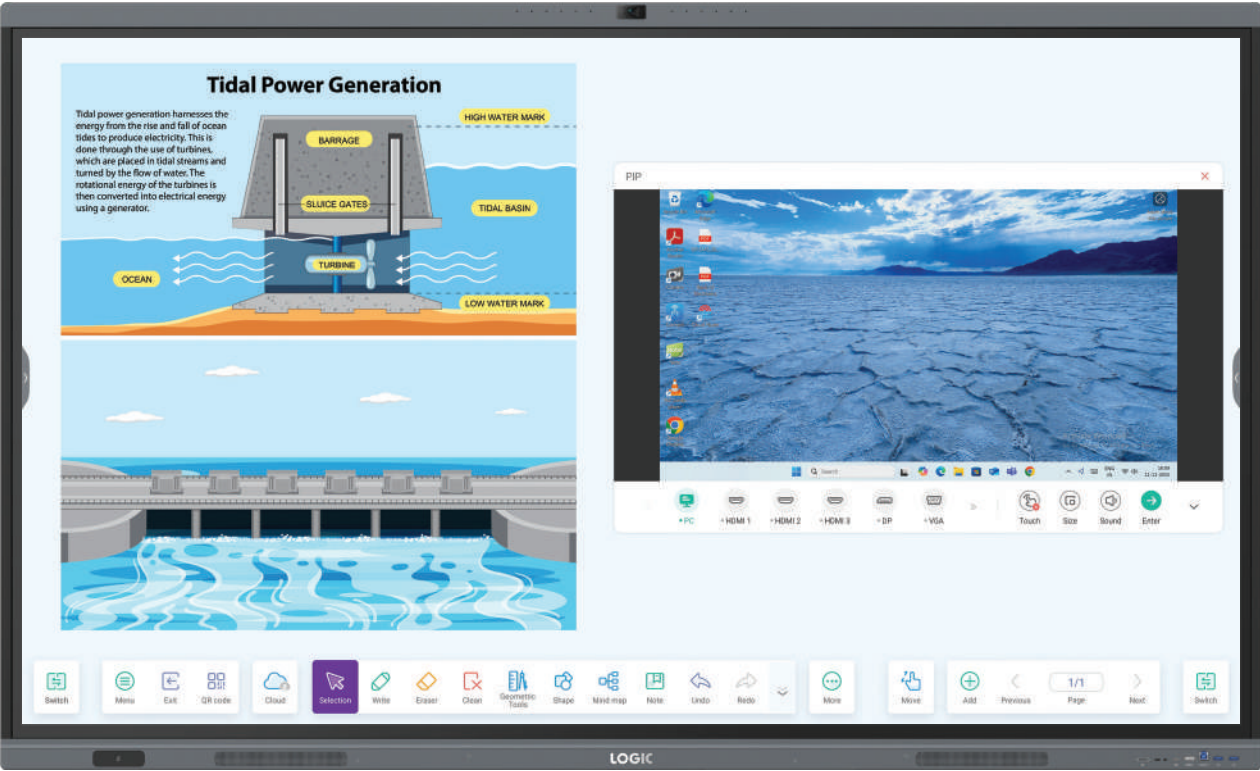 Tidal Power Generation
Tidal power generation harnesses the
energy from the rise and fall of ocean
tides to produce electricity. This is
done through the use of turbines,
which are placed in tidal streams and
turned by the flow of water. The
rotational energy of the turbines is
then converted into electrical energy
using a generator.
HIGH WATER MARK
BARRAGE
SLUICE GATES
TIDAL BASIN
TURBINE
OCEAN
LOW WATER MARK
PIP
Search
ENG
PC
HDMI 1
HDMI 2
HDMI 3
DP
VGA
Touch
Size
Sound
Enter
Switch
Menu
Exit
QR code
Cloud
Selection
Write
Eraser
Clean
Geometric
Tools
Shape
Mind map
Note
Undo
Redo
More
Move
Add
Previous
1/1
Page
Next
Switch
LOGIC